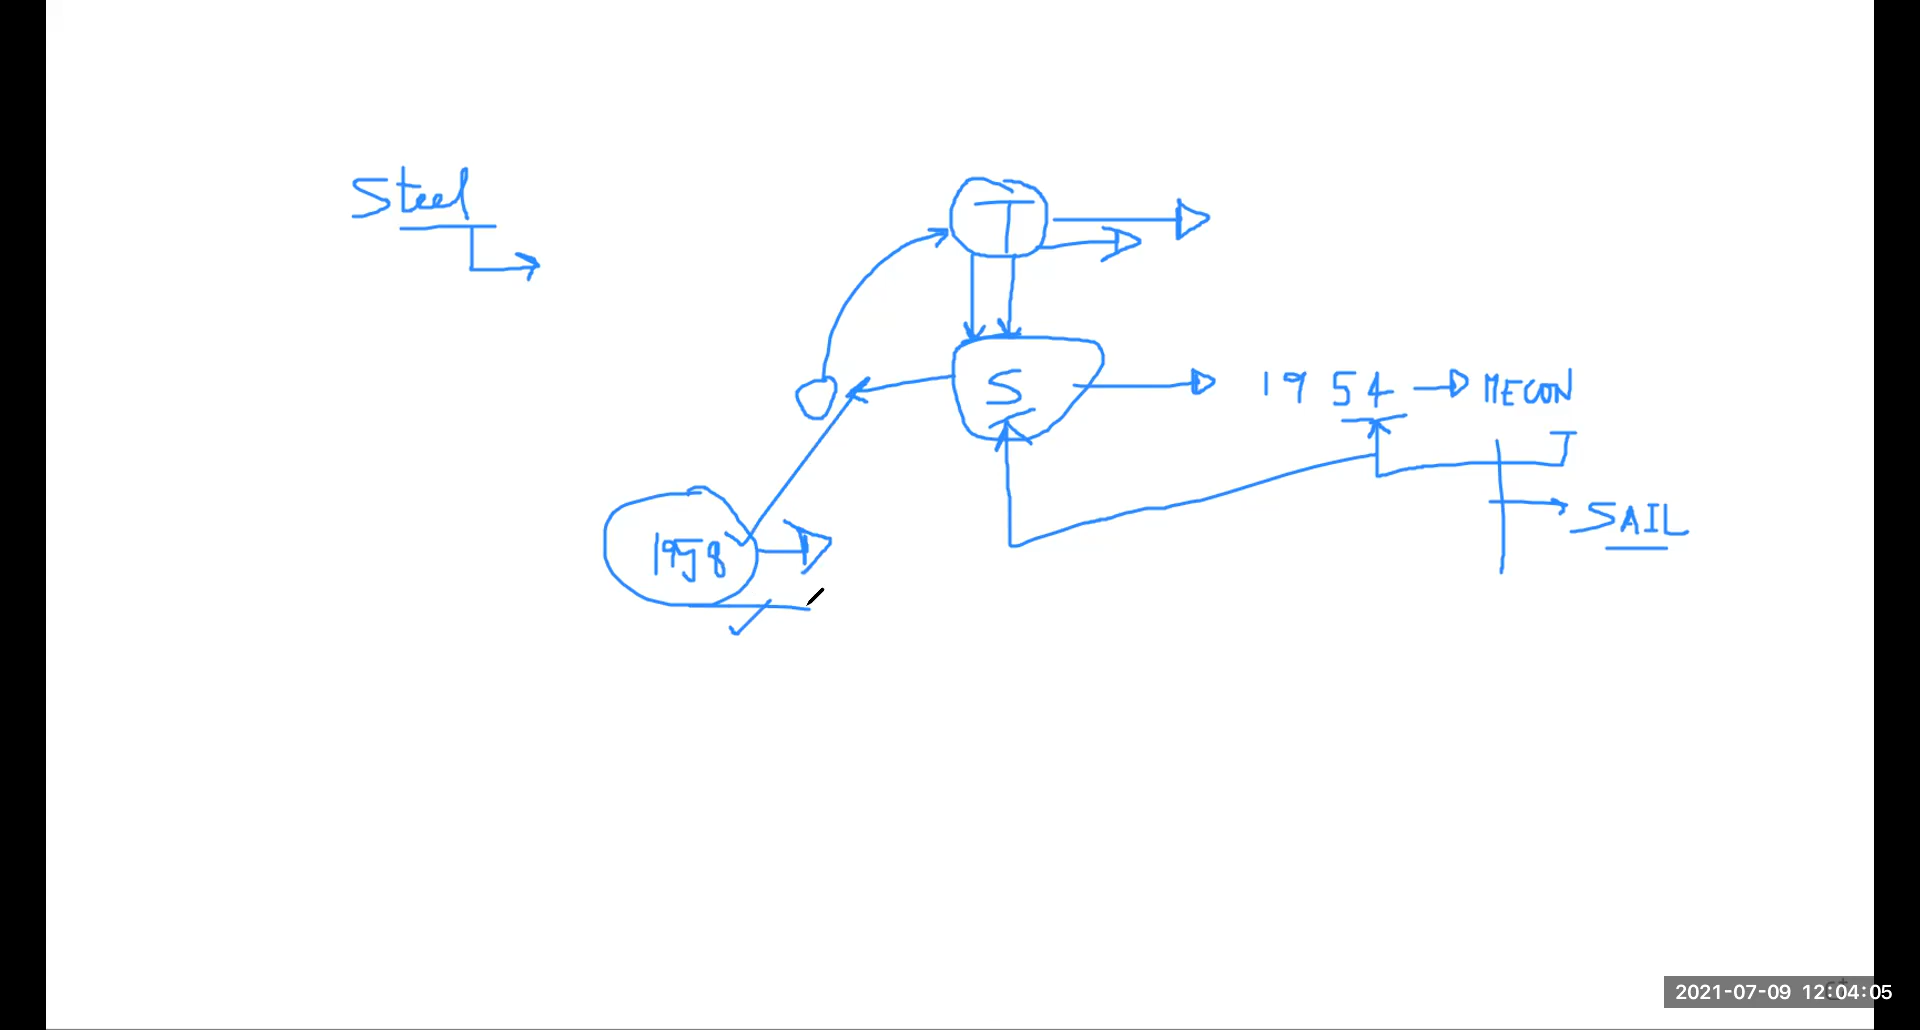 Steel
T
S
1954 → MECON
T
SAIL
1958
2021-07-09 12:04:05